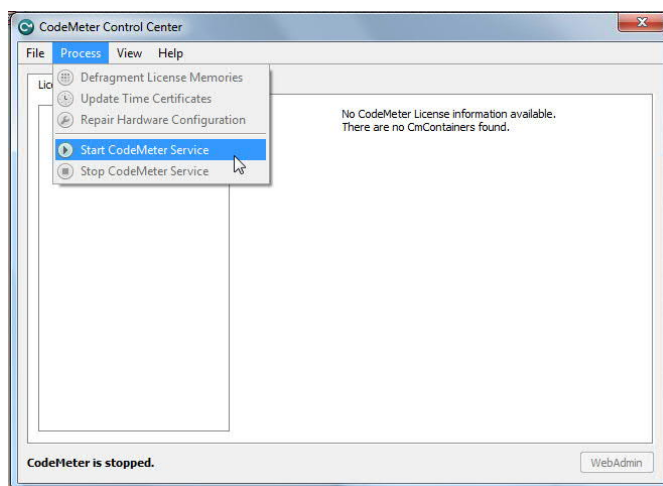 CodeMeter Control Center
File Process View Help
Defragment License Memories
Update Time Certificates
Repair Hardware Configuration
Start CodeMeter Service
Stop CodeMeter Service
No CodeMeter License information available.
There are no CmContainers found.
CodeMeter is stopped.
WebAdmin